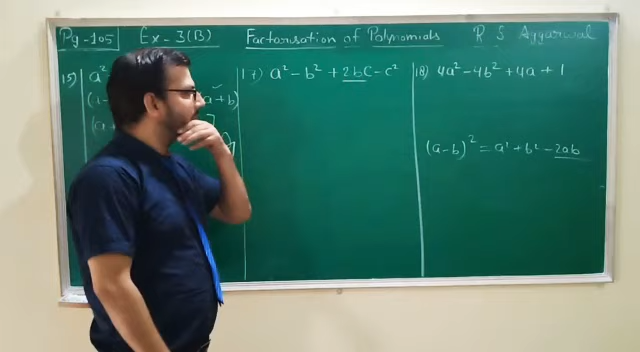 Pg-105 Ex-3(B) Factorisation of Polynomials R S Aggarwal
15) a²
17) a² - b² + 2bc - c²
18) 4a² - 4b² + 4a + 1
a + b)
(a-b)² = a² + b² - 2ab